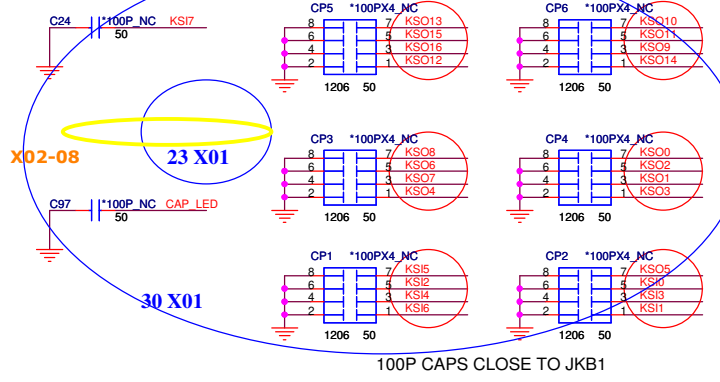 CP5 *100PX4_NC
CP6 *100PX4_NC
C24 *100P_NC KSI7
50
8 7 KSO13
6 5 KSO15
4 3 KSO16
2 1 KSO12
1206 50
8 7 KSO10
6 5 KSO11
4 3 KSO9
2 1 KSO14
1206 50
X02-08
23 X01
CP3 *100PX4_NC
8 7 KSO8
6 5 KSO6
4 3 KSO7
2 1 KSO4
1206 50
CP4 *100PX4_NC
8 7 KSO0
6 5 KSO2
4 3 KSO1
2 1 KSO3
1206 50
C97 *100P_NC CAP_LED
50
CP1 *100PX4_NC
8 7 KSI5
6 5 KSI2
4 3 KSI4
2 1 KSI6
1206 50
CP2 *100PX4_NC
8 7 KSO5
6 5 KSI0
4 3 KSI3
2 1 KSI1
1206 50
30 X01
100P CAPS CLOSE TO JKB1